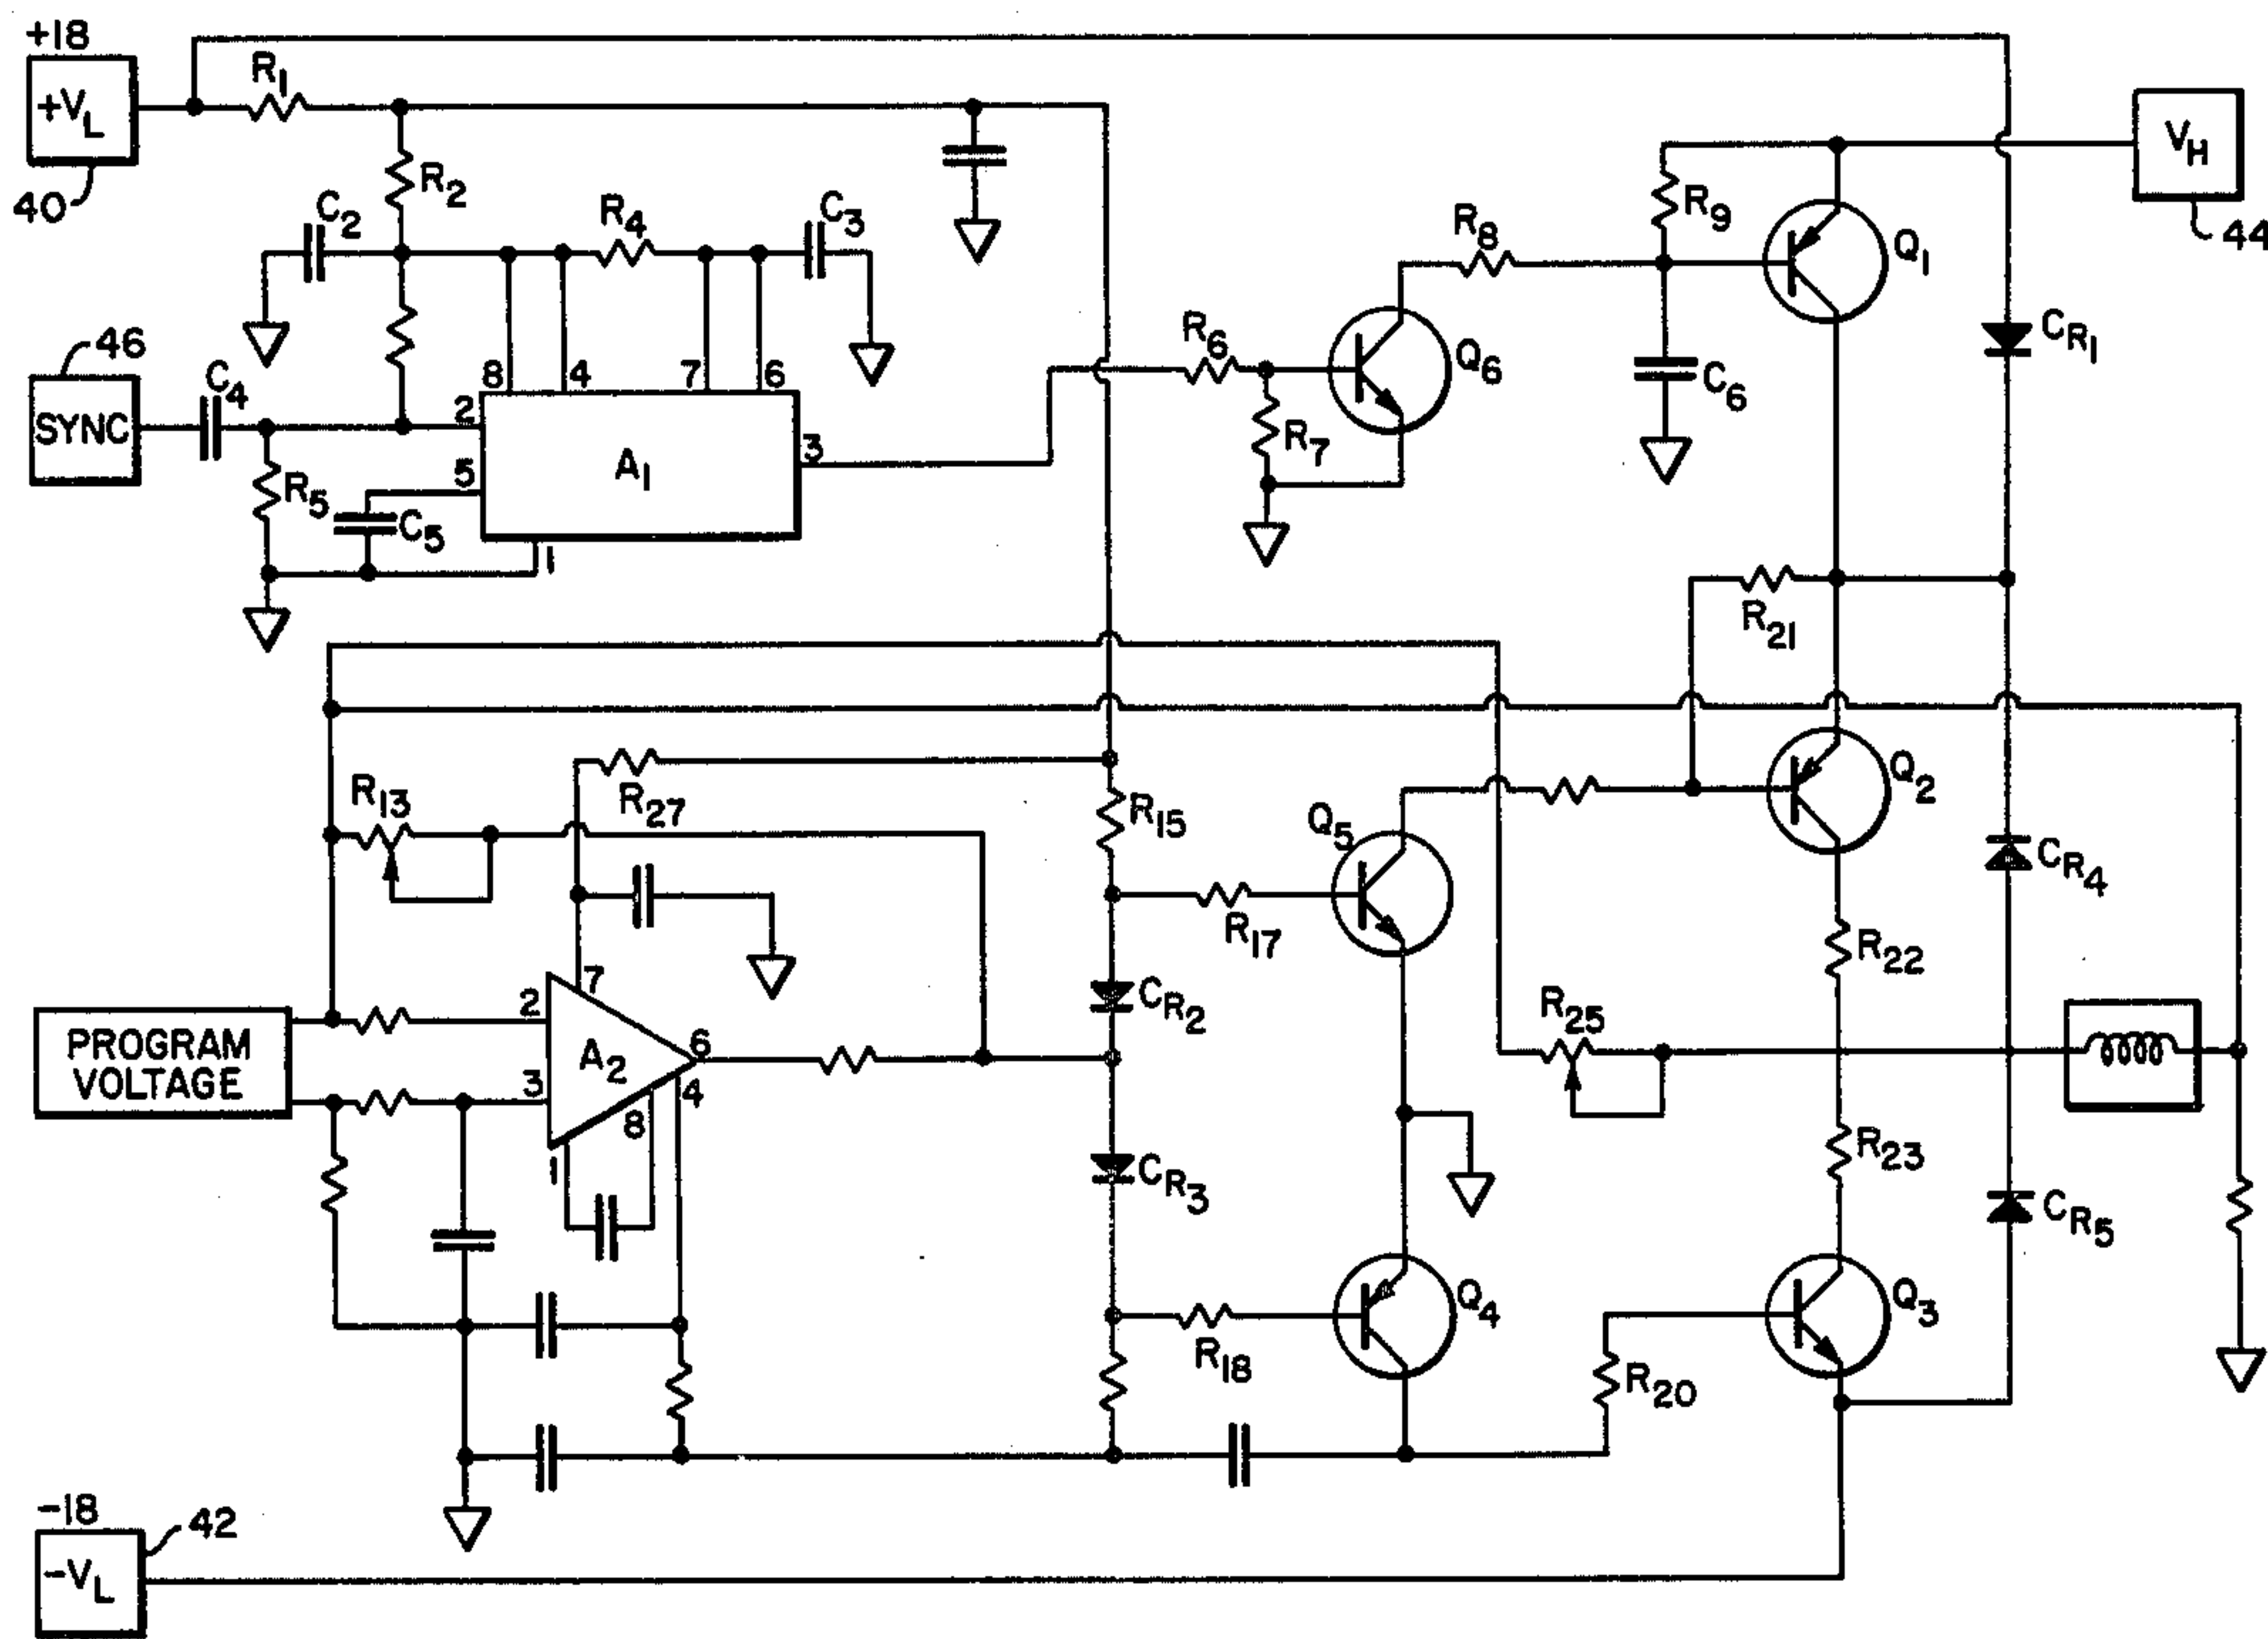 +18
+VL
40
R1
R2
C2
R4
C3
46
SYNC
C4
R5
C5
8
4
7
6
2
5
3
1
A1
R6
R7
Q6
R8
R9
C6
Q1
VH
44
CR1
R21
R13
R27
R15
Q5
R17
Q2
CR4
R22
PROGRAM
VOLTAGE
2
3
7
6
4
8
1
A2
CR2
CR3
R25
R23
CR5
R18
Q4
R20
Q3
-18
-VL
42